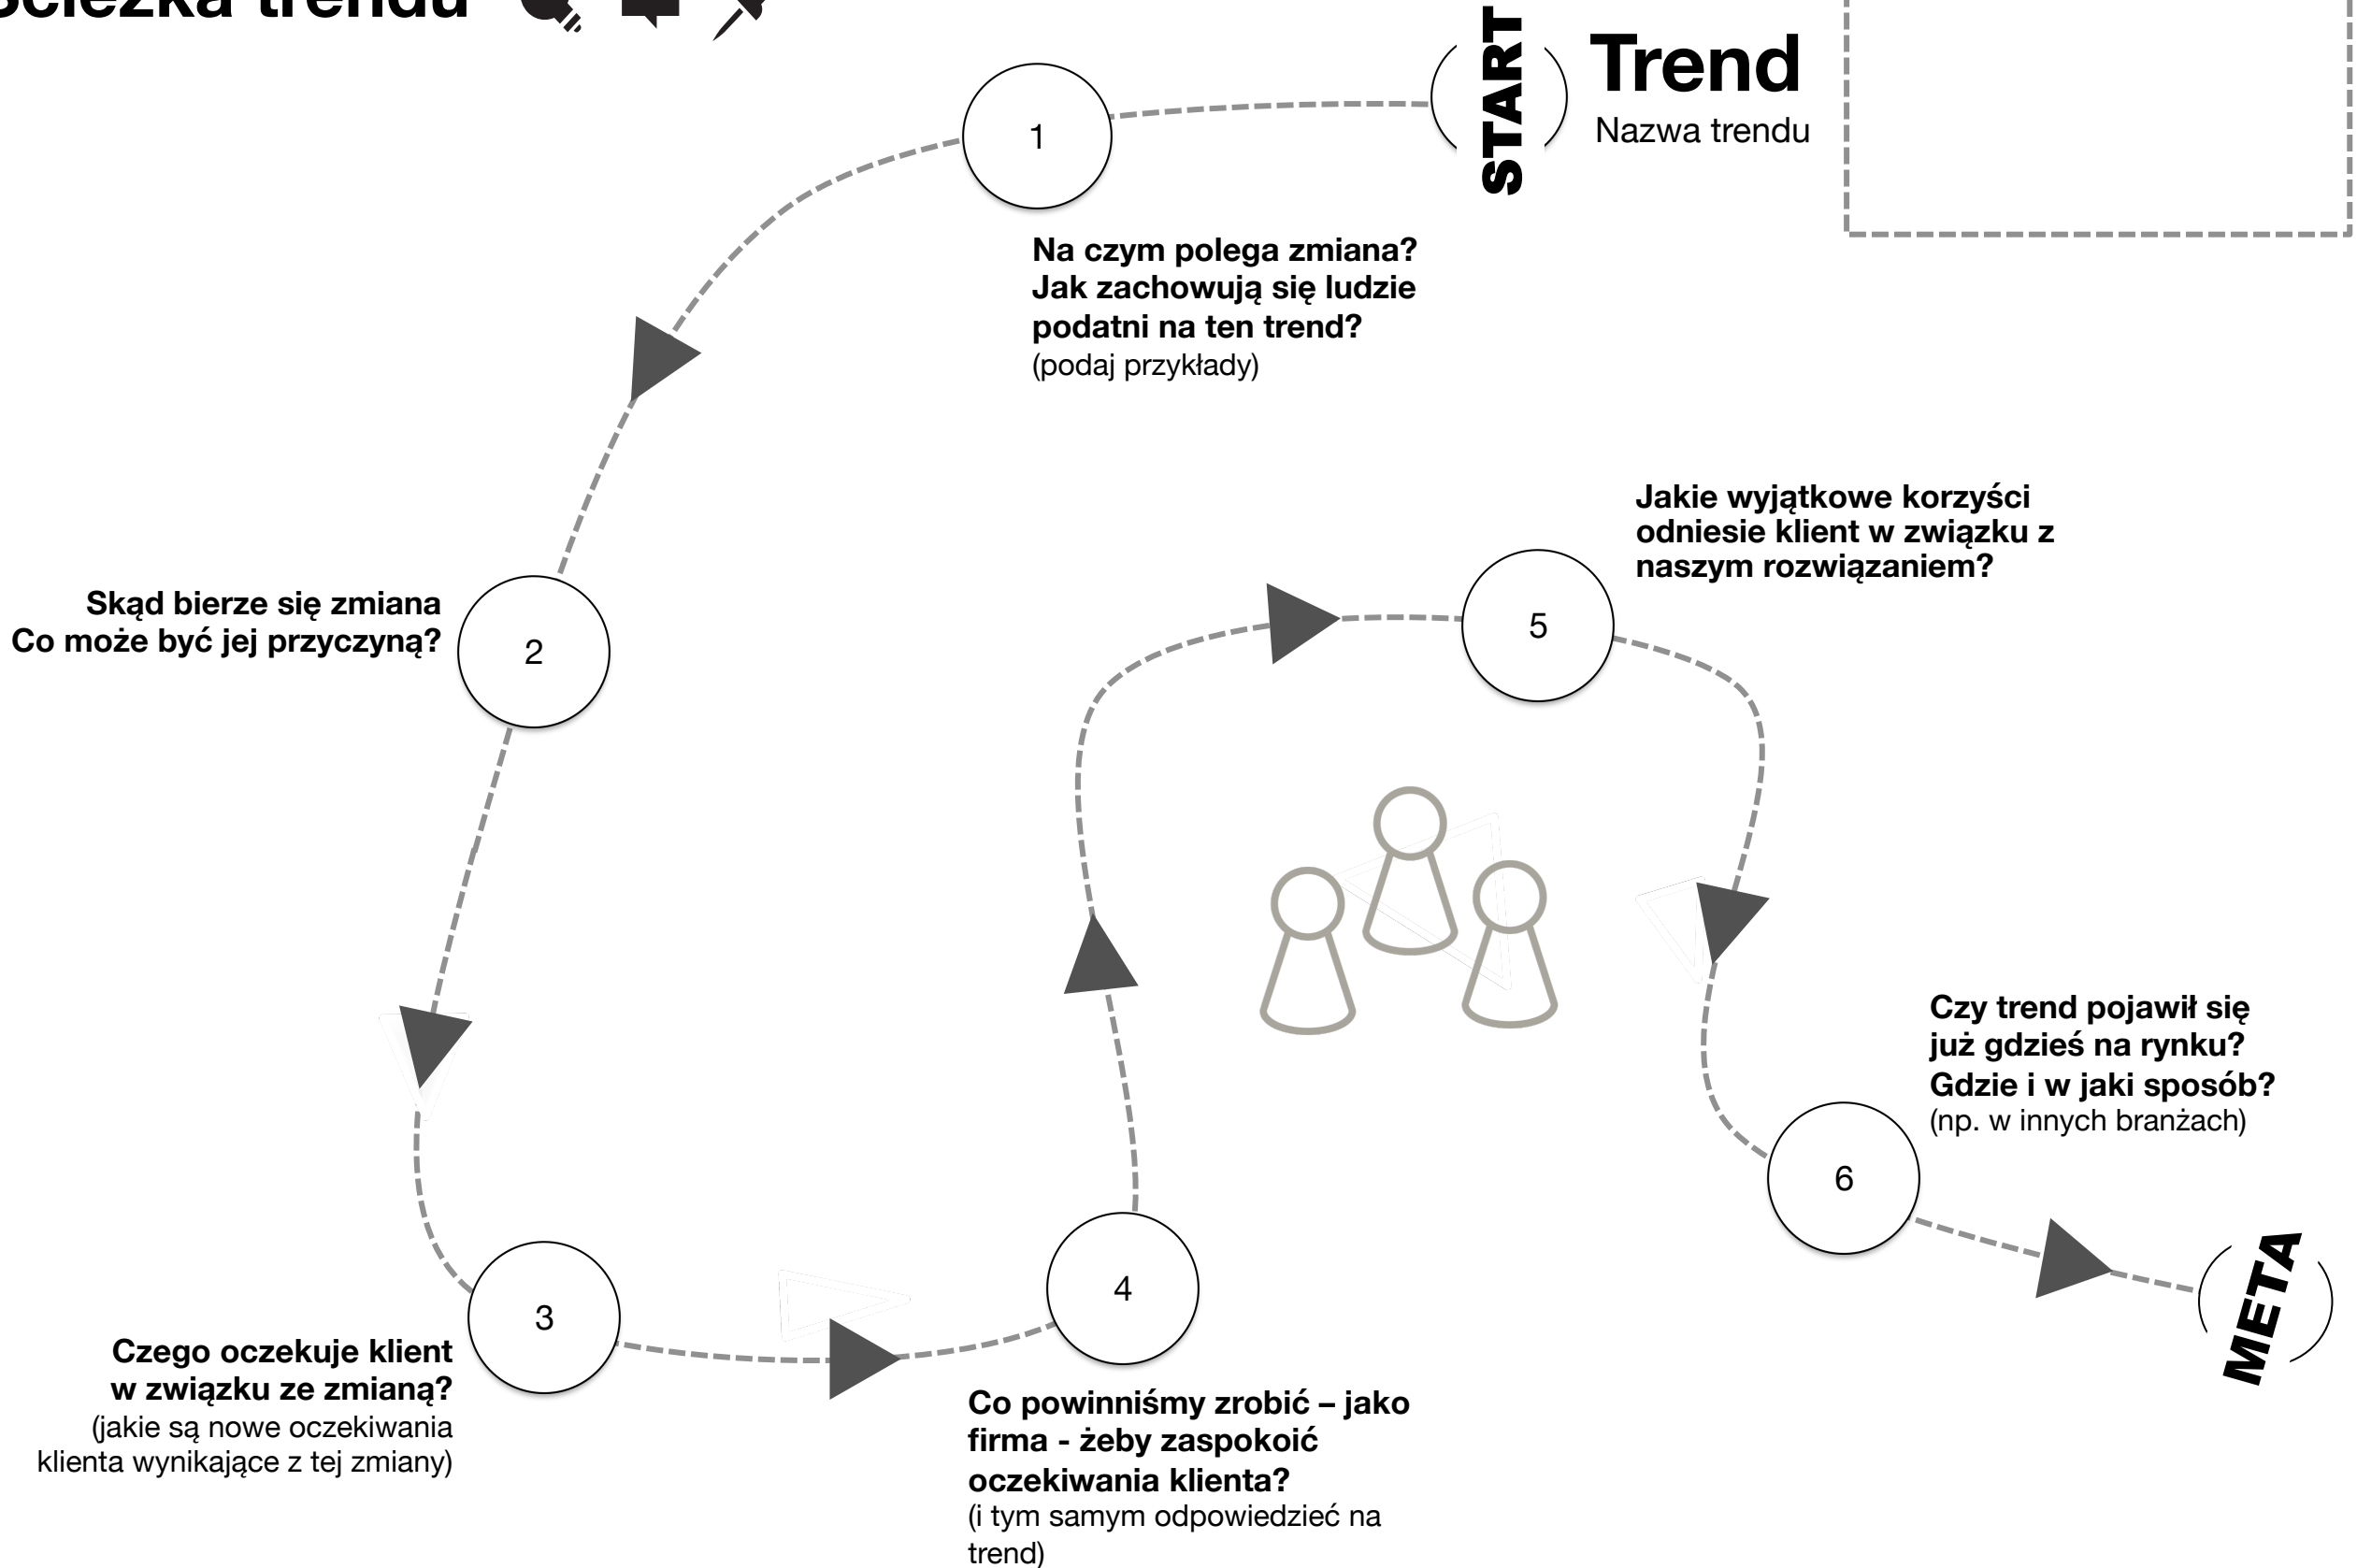 Ścieżka trendu
START
Trend
Nazwa trendu
1
Na czym polega zmiana?
Jak zachowują się ludzie
podatni na ten trend?
(podaj przykłady)
2
Skąd bierze się zmiana
Co może być jej przyczyną?
3
Czego oczekuje klient
w związku ze zmianą?
(jakie są nowe oczekiwania
klienta wynikające z tej zmiany)
4
Co powinniśmy zrobić – jako
firma - żeby zaspokoić
oczekiwania klienta?
(i tym samym odpowiedzieć na
trend)
5
Jakie wyjątkowe korzyści
odniesie klient w związku z
naszym rozwiązaniem?
6
Czy trend pojawił się
już gdzieś na rynku?
Gdzie i w jaki sposób?
(np. w innych branżach)
META